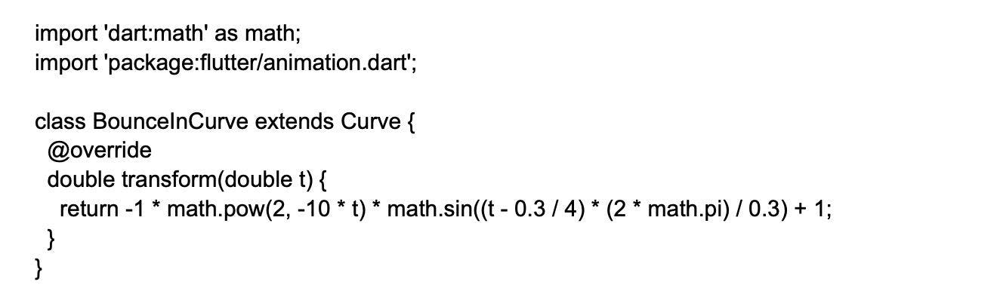 import 'dart:math' as math;
import 'package:flutter/animation.dart';

class BounceInCurve extends Curve {
  @override
  double transform(double t) {
    return -1 * math.pow(2, -10 * t) * math.sin((t - 0.3 / 4) * (2 * math.pi) / 0.3) + 1;
  }
}